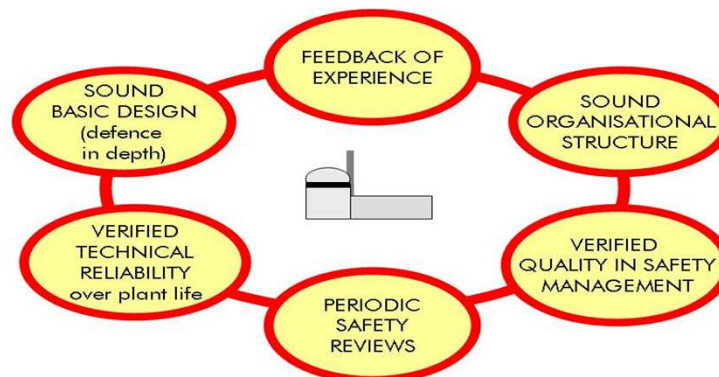 FEEDBACK OF
EXPERIENCE
SOUND
BASIC DESIGN
(defence
in depth)
SOUND
ORGANISATIONAL
STRUCTURE
VERIFIED
TECHNICAL
RELIABILITY
over plant life
VERIFIED
QUALITY IN SAFETY
MANAGEMENT
PERIODIC
SAFETY
REVIEWS